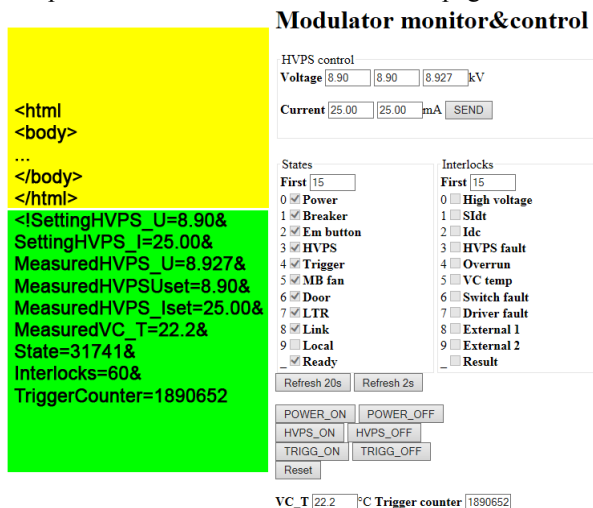 Modulator monitor&control
<html
<body>
...
</body>
</html>
<!SettingHVPS_U=8.90&
SettingHVPS_I=25.00&
MeasuredHVPS_U=8.927&
MeasuredHVPSUset=8.90&
MeasuredHVPS_Iset=25.00&
MeasuredVC_T=22.2&
State=31741&
Interlocks=60&
TriggerCounter=1890652
HVPS control
Voltage 8.90 8.90 8.927 kV
Current 25.00 25.00 mA SEND
States
First 15
0 Power
1 Breaker
2 Em button
3 HVPS
4 Trigger
5 MB fan
6 Door
7 LTR
8 Link
9 Local
_ Ready
Interlocks
First 15
0 High voltage
1 SIdt
2 Idc
3 HVPS fault
4 Overrun
5 VC temp
6 Switch fault
7 Driver fault
8 External 1
9 External 2
_ Result
Refresh 20s Refresh 2s
POWER_ON POWER_OFF
HVPS_ON HVPS_OFF
TRIGG_ON TRIGG_OFF
Reset
VC_T 22.2 °C Trigger counter 1890652